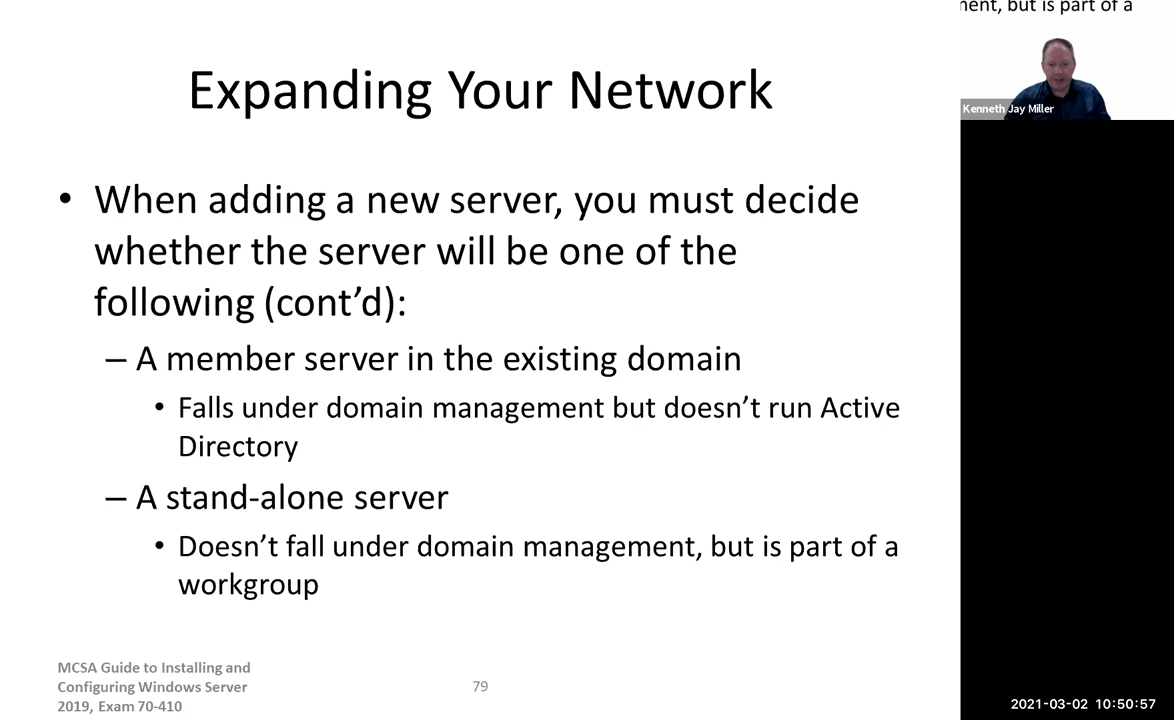 ment, but is part of a
Expanding Your Network
Kenneth Jay Miller
• When adding a new server, you must decide
whether the server will be one of the
following (cont’d):
– A member server in the existing domain
• Falls under domain management but doesn’t run Active
Directory
– A stand-alone server
• Doesn’t fall under domain management, but is part of a
workgroup
MCSA Guide to Installing and
Configuring Windows Server
2019, Exam 70-410
79
2021-03-02 10:50:57